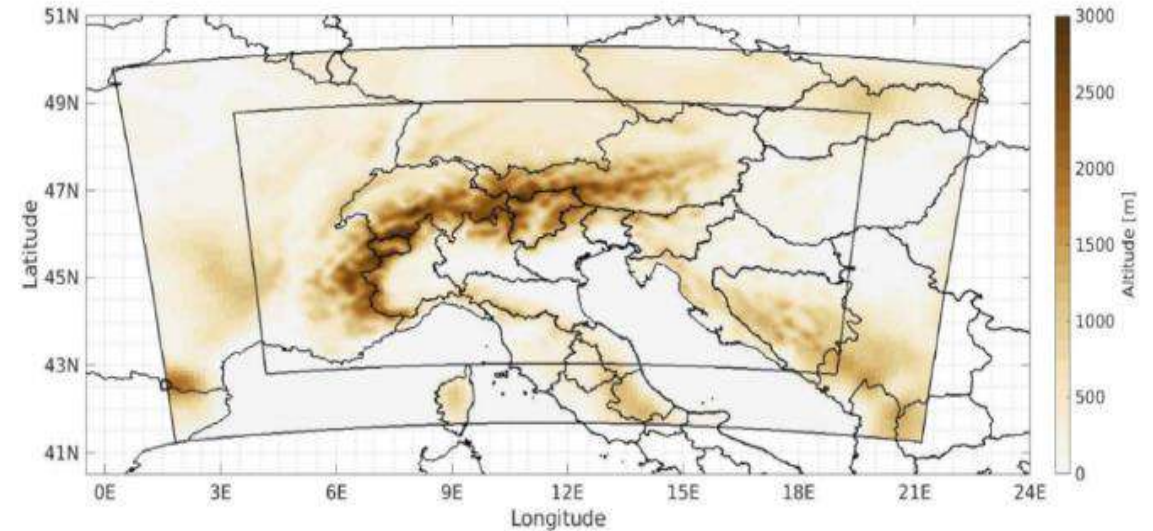 51N
49N
47N
45N
43N
41N
Latitude
0E 3E 6E 9E 12E 15E 18E 21E 24E
Longitude
3000
2500
2000
1500
1000
500
0
Altitude [m]